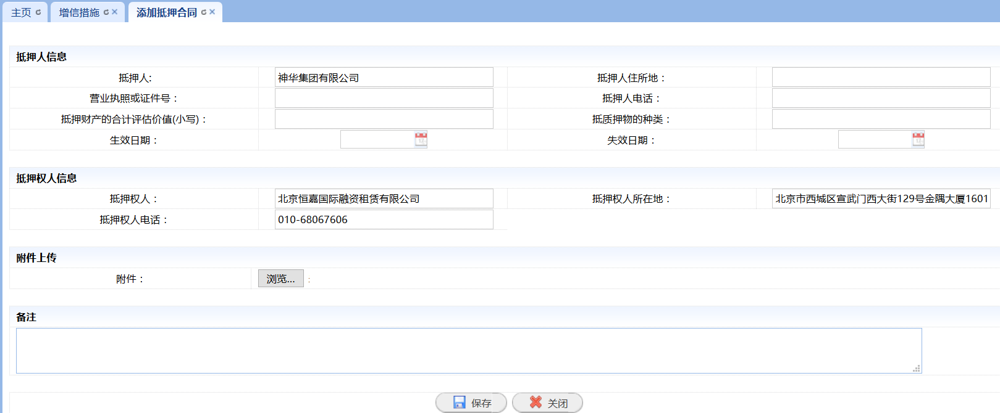 主页 增信措施 添加抵押合同
抵押人信息
抵押人: 神华集团有限公司 抵押人住所地：
营业执照或证件号： 抵押人电话：
抵押财产的合计评估价值(小写)： 抵质押物的种类：
生效日期： 失效日期：
抵押权人信息
抵押权人： 北京恒嘉国际融资租赁有限公司 抵押权人所在地： 北京市西城区宣武门西大街129号金隅大厦1601
抵押权人电话： 010-68067606
附件上传
附件： 浏览... :
备注
保存 关闭